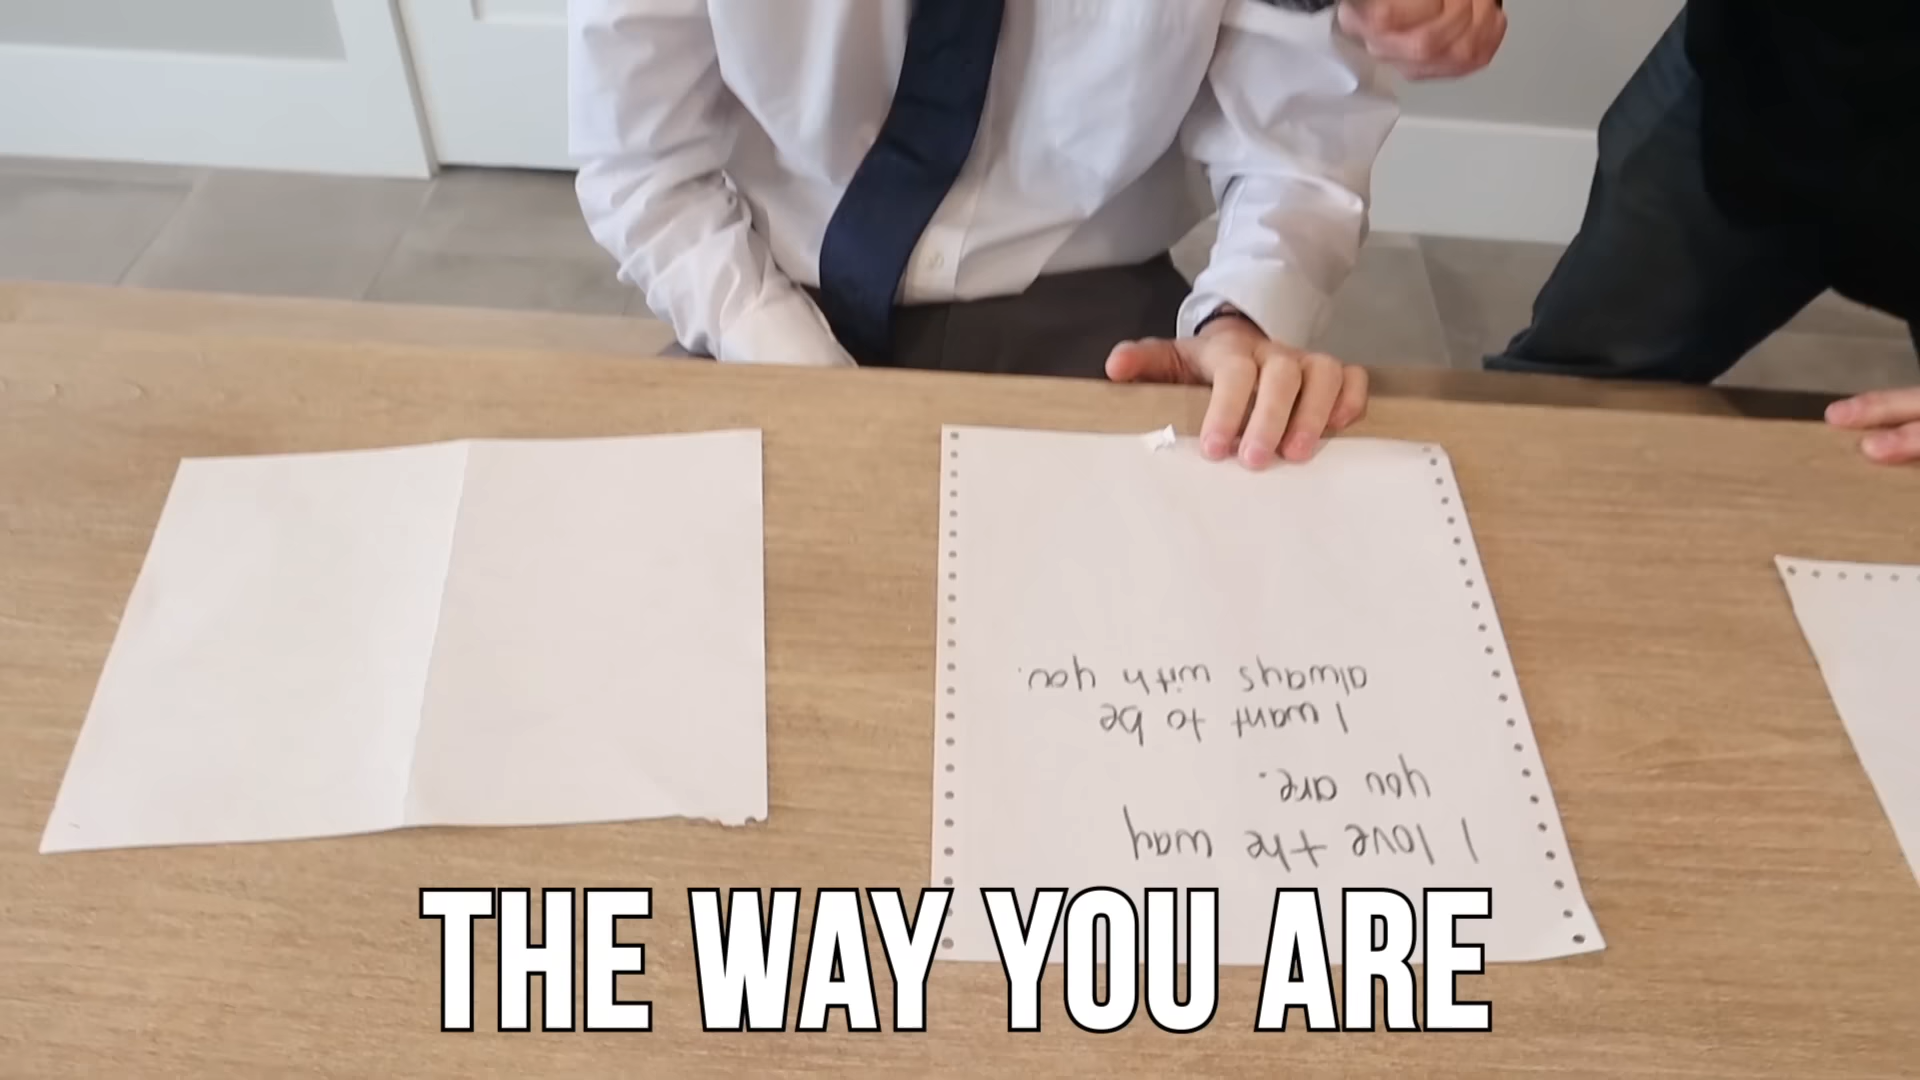 I love the way
you are.
I want to be
always with you.
THE WAY YOU ARE